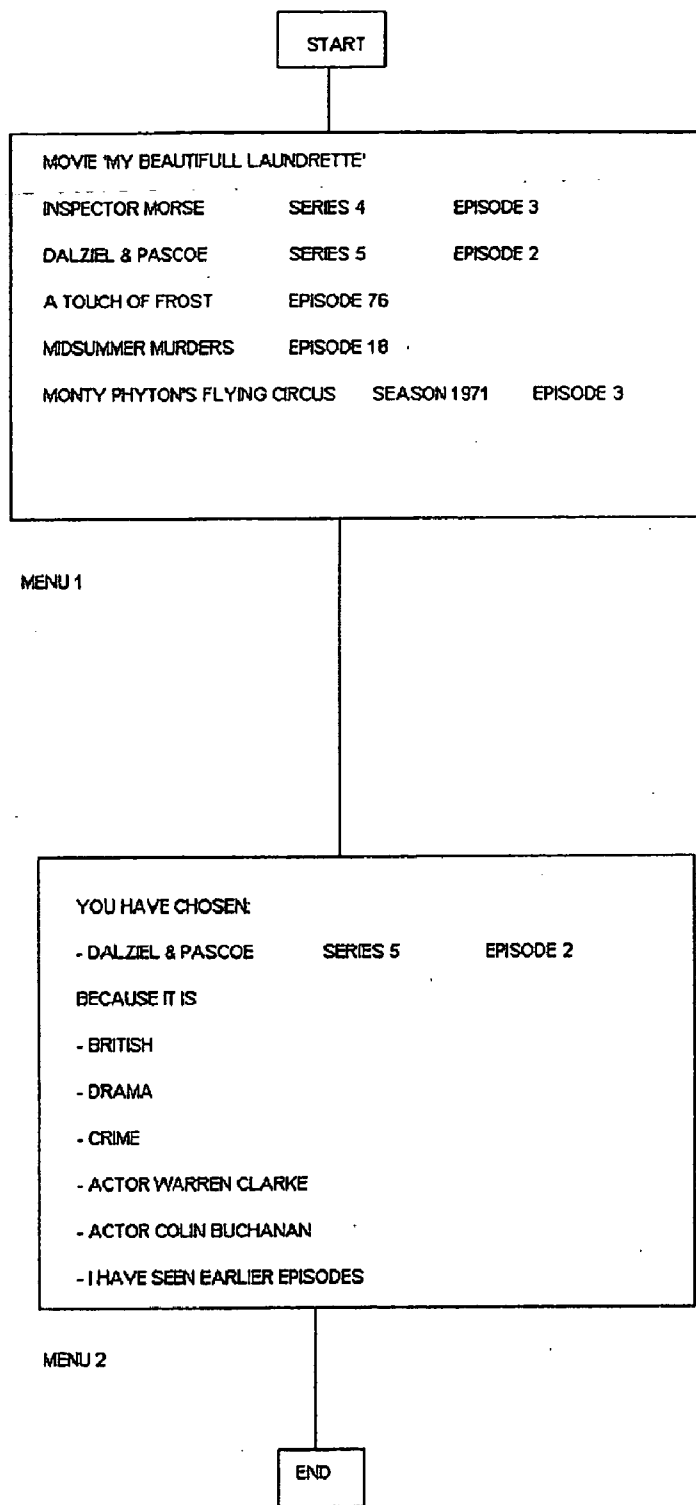 START
MOVIE 'MY BEAUTIFULL LAUNDRETTE'
INSPECTOR MORSE SERIES 4 EPISODE 3
DALZIEL & PASCOE SERIES 5 EPISODE 2
A TOUCH OF FROST EPISODE 76
MIDSUMMER MURDERS EPISODE 18
MONTY PHYTON'S FLYING CIRCUS SEASON 1971 EPISODE 3
MENU 1
YOU HAVE CHOSEN:
- DALZIEL & PASCOE SERIES 5 EPISODE 2
BECAUSE IT IS
- BRITISH
- DRAMA
- CRIME
- ACTOR WARREN CLARKE
- ACTOR COLIN BUCHANAN
- I HAVE SEEN EARLIER EPISODES
MENU 2
END